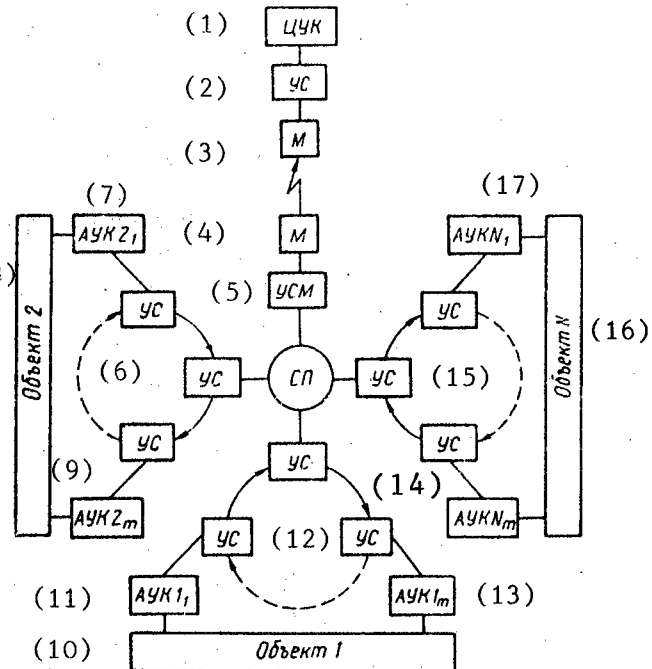 (1) ЦУК
(2) УС
(3) М
(7) (17)
АУК2₁ (4) М АУКN₁
(5) УСМ
УС УС
Объект 2 (6) УС СП УС (15) Объект N (16)
УС УС
(9) УС (14)
АУК2ₘ УС (12) УС АУКNₘ
(11) АУК1₁ АУК1ₘ (13)
(10) Объект 1